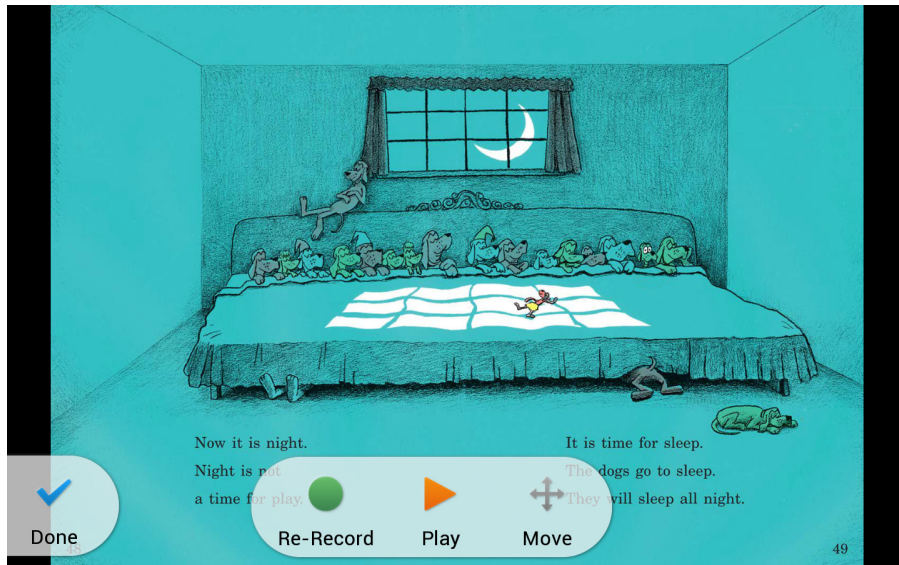 Now it is night.
Night is not
a time for play.
It is time for sleep.
The dogs go to sleep.
They will sleep all night.
Done
Re-Record
Play
Move
48
49